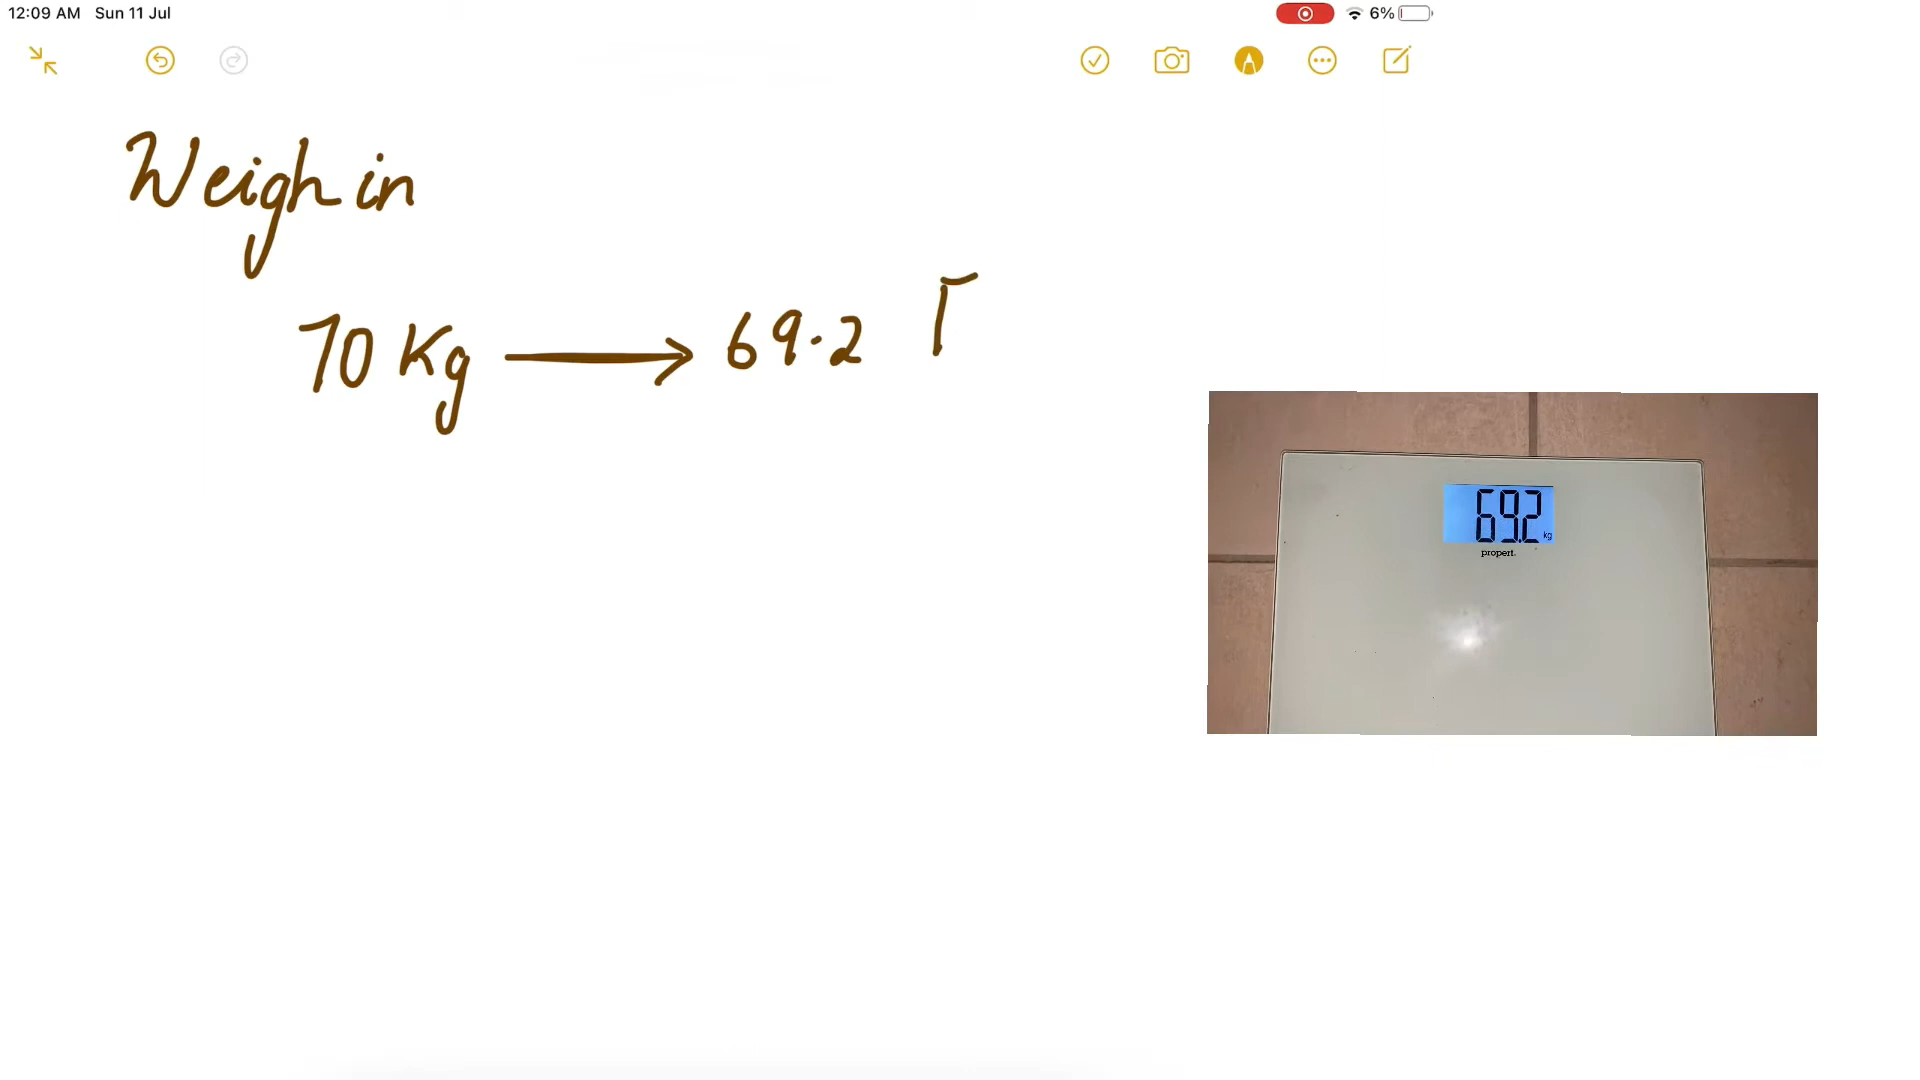 12:09 AM Sun 11 Jul
6%
Weigh in
70 Kg → 69.2
69.2 kg
propert.